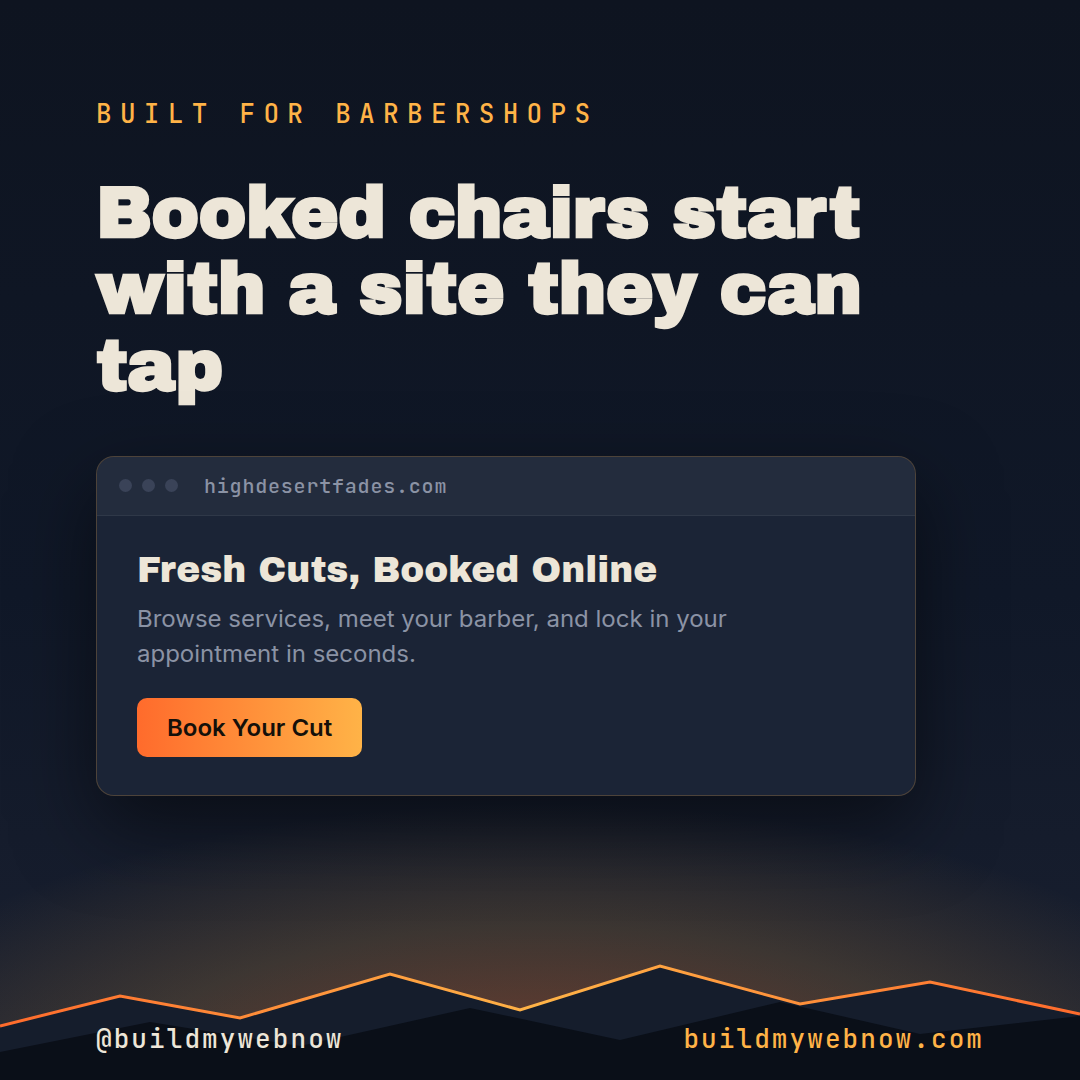 BUILT FOR BARBERSHOPS
Booked chairs start
with a site they can
tap
highdesertfades.com
Fresh Cuts, Booked Online
Browse services, meet your barber, and lock in your
appointment in seconds.
Book Your Cut
@buildmywebnow
buildmywebnow.com